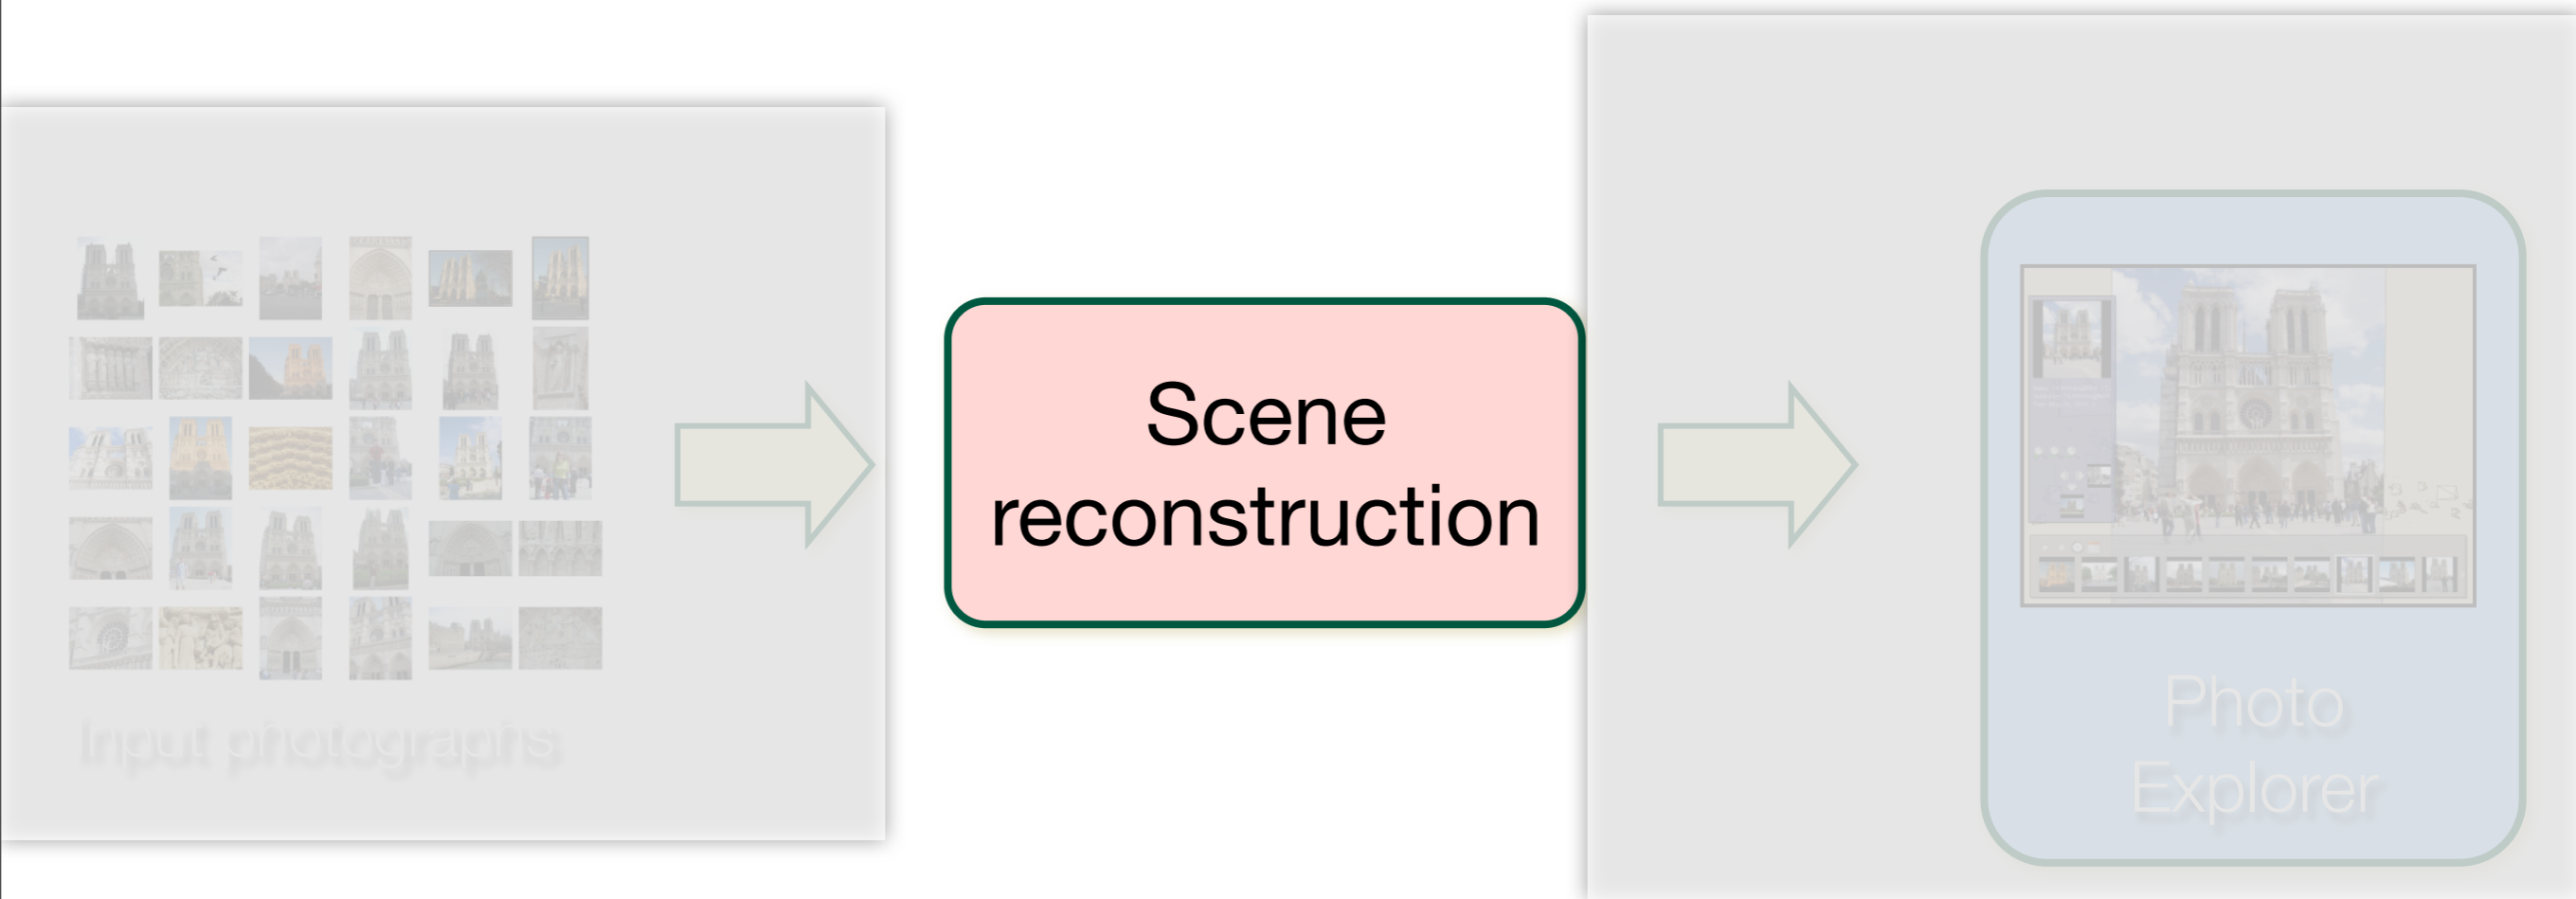 Input photographs
Scene
reconstruction
Photo
Explorer